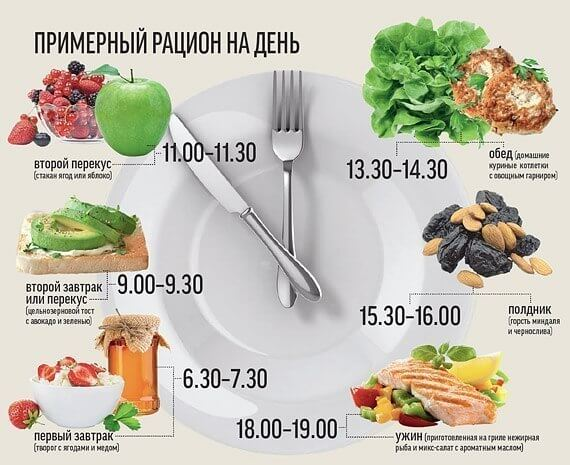 ПРИМЕРНЫЙ РАЦИОН НА ДЕНЬ
второй перекус
(стакан ягод или яблоко)
11.00–11.30
13.30–14.30
обед (домашние
куриные котлеты
с овощным гарниром)
второй завтрак
или перекус
(цельнозерновой тост
с авокадо и зеленью)
9.00–9.30
15.30–16.00
полдник
(горсть миндаля
и чернослива)
6.30–7.30
первый завтрак
(творог с ягодами и медом)
18.00–19.00
ужин (приготовленная на гриле нежирная
рыба и микс-салат с ароматным маслом)